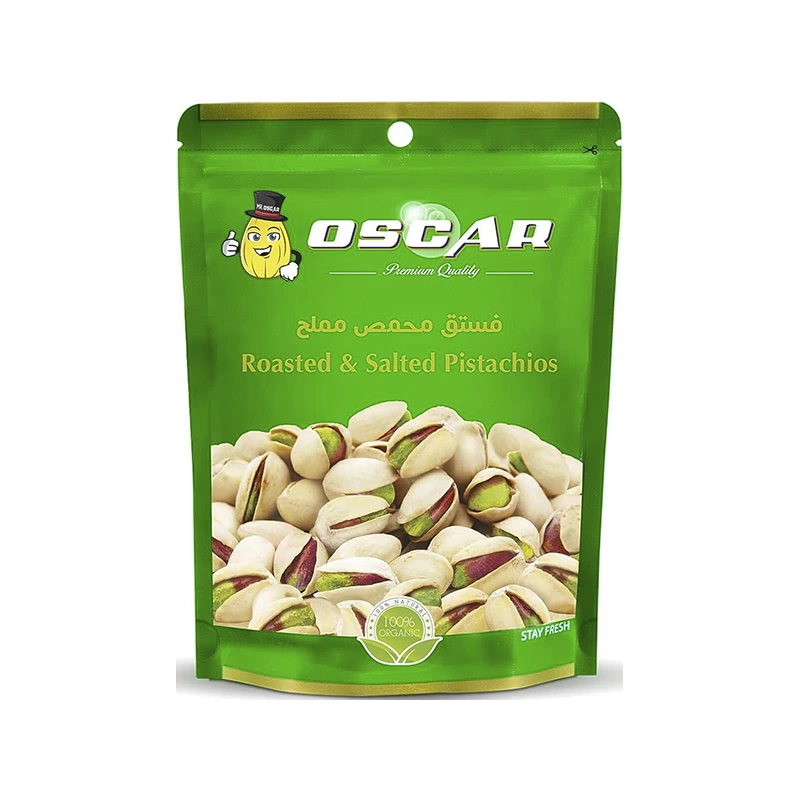 MR.OSCAR
OSCAR
Premium Quality
فستق محمص مملح
Roasted & Salted Pistachios
100% NATURAL
100%
ORGANIC
STAY FRESH